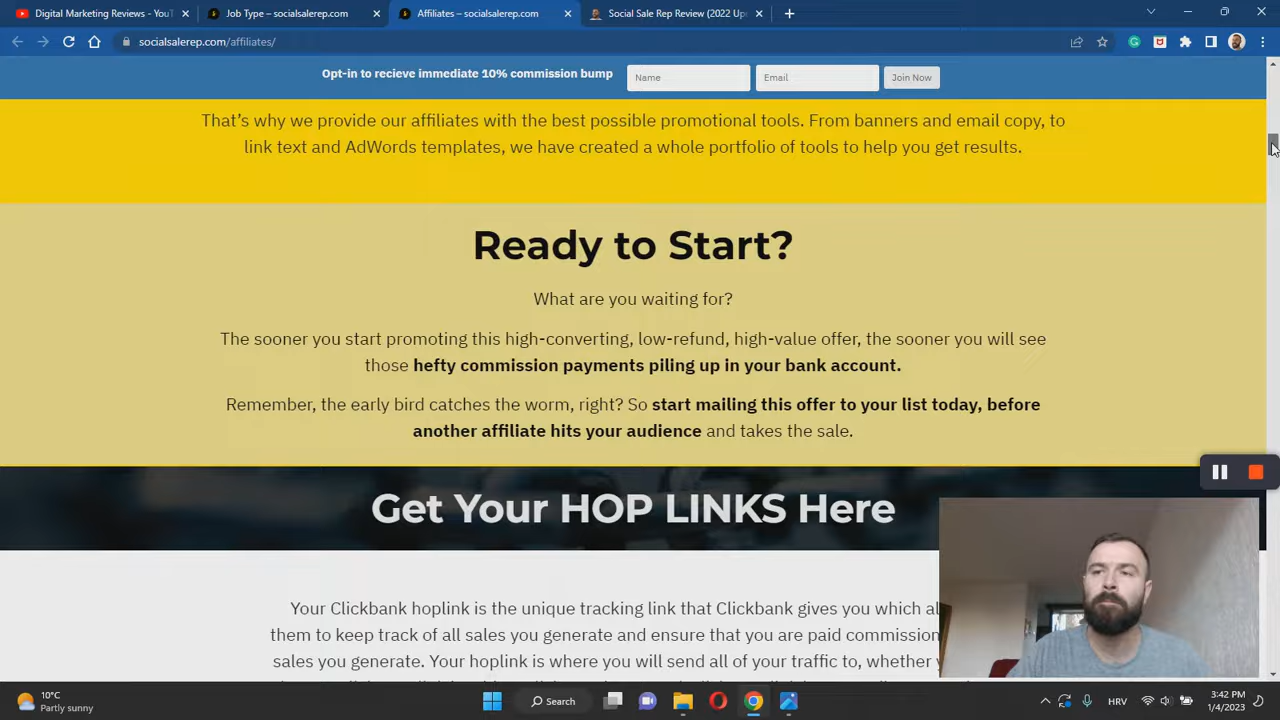 Digital Marketing Reviews - YouT
Job Type – socialsalerep.com
Affiliates – socialsalerep.com
Social Sale Rep Review (2022 Up
socialsalerep.com/affiliates/
Opt-in to recieve immediate 10% commission bump
Name
Email
Join Now
That's why we provide our affiliates with the best possible promotional tools. From banners and email copy, to
link text and AdWords templates, we have created a whole portfolio of tools to help you get results.
Ready to Start?
What are you waiting for?
The sooner you start promoting this high-converting, low-refund, high-value offer, the sooner you will see
those hefty commission payments piling up in your bank account.
Remember, the early bird catches the worm, right? So start mailing this offer to your list today, before
another affiliate hits your audience and takes the sale.
Get Your HOP LINKS Here
Your Clickbank hoplink is the unique tracking link that Clickbank gives you which al
them to keep track of all sales you generate and ensure that you are paid commission
sales you generate. Your hoplink is where you will send all of your traffic to, whether
10°C
Partly sunny
Search
HRV
3:42 PM
1/4/2023